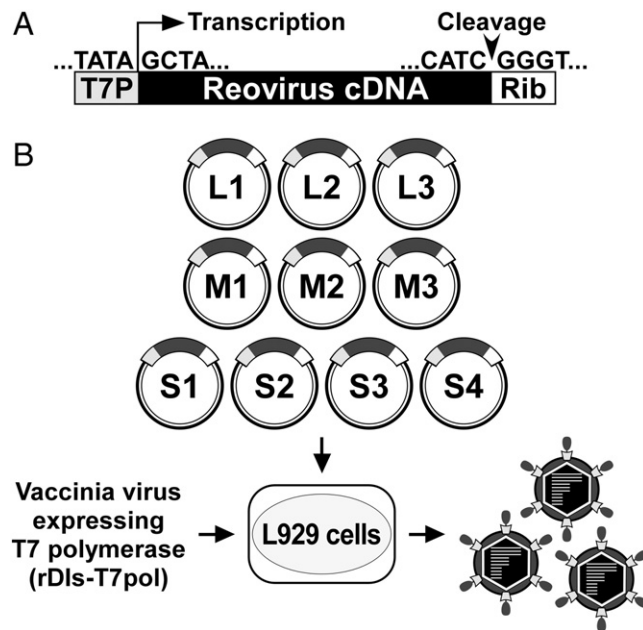 A
Transcription
Cleavage
...TATA GCTA...
...CATC GGGT...
T7P
Reovirus cDNA
Rib
B
L1
L2
L3
M1
M2
M3
S1
S2
S3
S4
Vaccinia virus
expressing
T7 polymerase
(rDIs-T7pol)
L929 cells